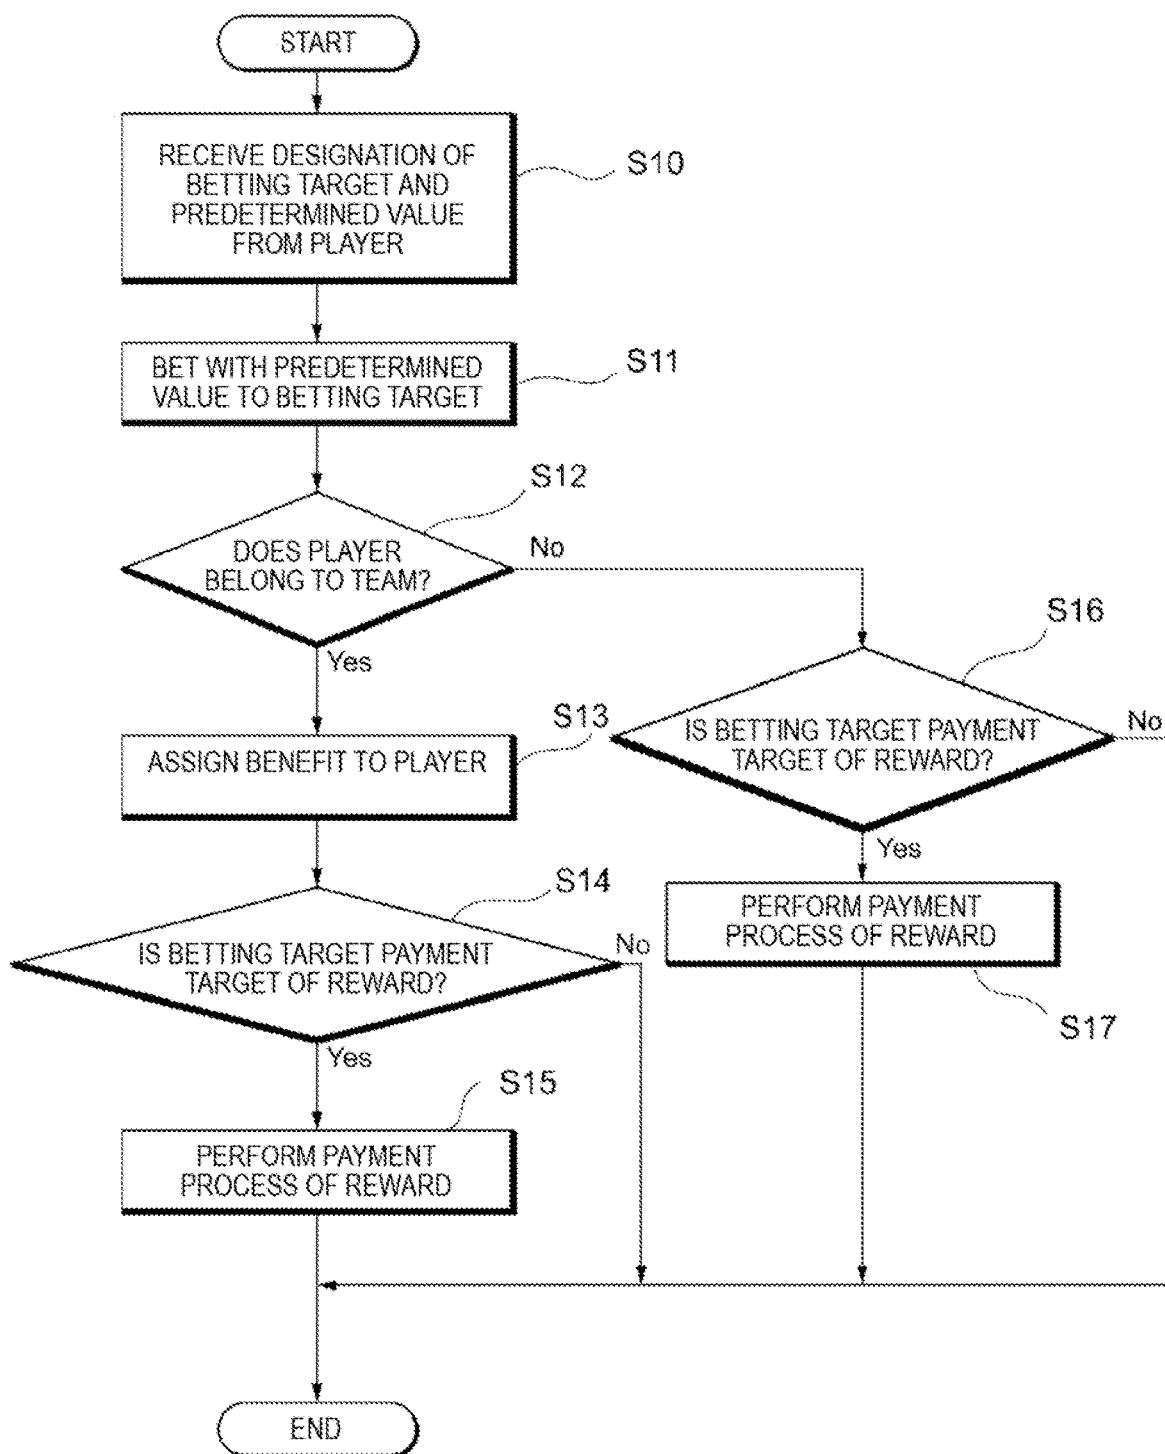 START
RECEIVE DESIGNATION OF
BETTING TARGET AND
PREDETERMINED VALUE
FROM PLAYER
S10
BET WITH PREDETERMINED
VALUE TO BETTING TARGET
S11
S12
DOES PLAYER
BELONG TO TEAM?
No
Yes
S16
IS BETTING TARGET PAYMENT
TARGET OF REWARD?
No
Yes
S13
ASSIGN BENEFIT TO PLAYER
S14
IS BETTING TARGET PAYMENT
TARGET OF REWARD?
No
Yes
PERFORM PAYMENT
PROCESS OF REWARD
S17
S15
PERFORM PAYMENT
PROCESS OF REWARD
END